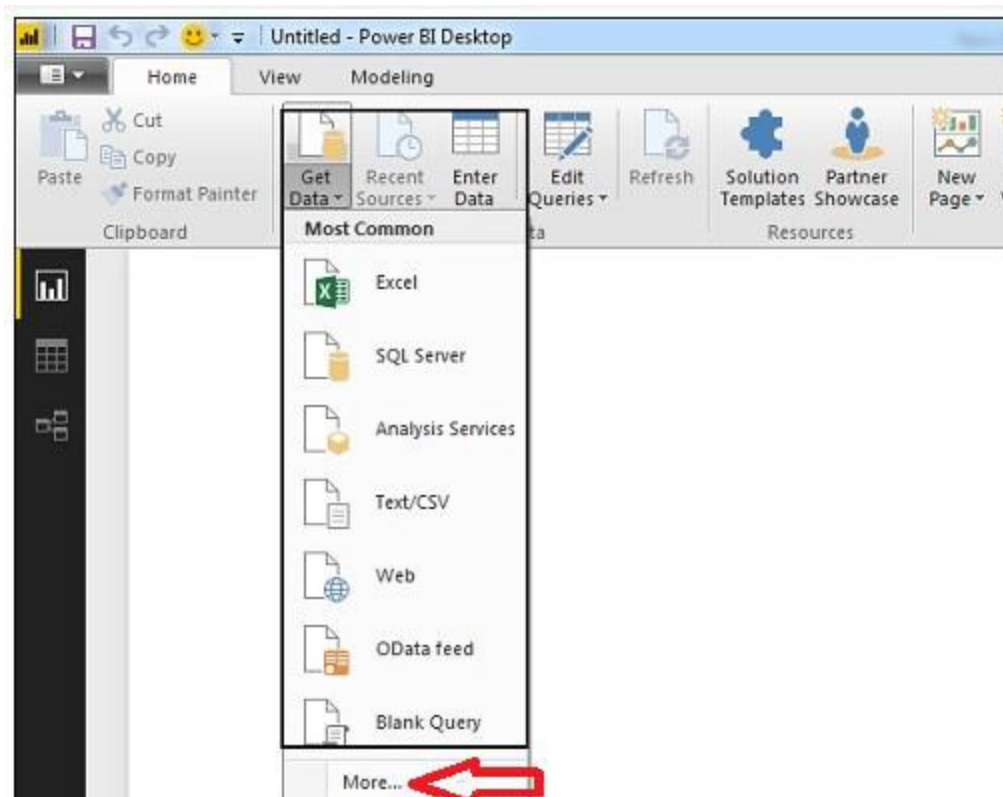 Untitled - Power BI Desktop
Home View Modeling
Cut
Copy
Format Painter
Paste
Clipboard
Get Data
Recent Sources
Enter Data
Edit Queries
Refresh
Solution Templates
Partner Showcase
Resources
New Page
ta
Most Common
Excel
SQL Server
Analysis Services
Text/CSV
Web
OData feed
Blank Query
More...